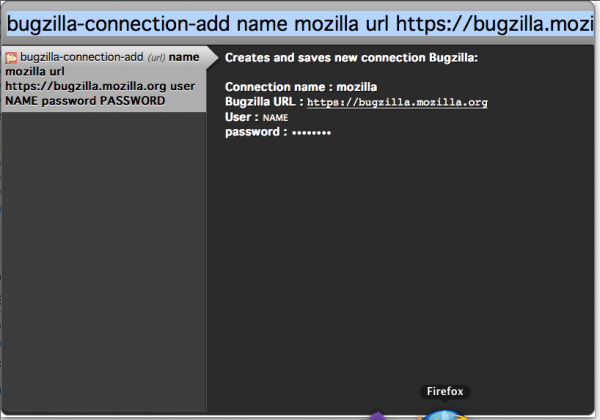 bugzilla-connection-add name mozilla url https://bugzilla.mozi
bugzilla-connection-add (url) name
mozilla url
https://bugzilla.mozilla.org user
NAME password PASSWORD
Creates and saves new connection Bugzilla:
Connection name : mozilla
Bugzilla URL : https://bugzilla.mozilla.org
User : NAME
password : ••••••••
Firefox